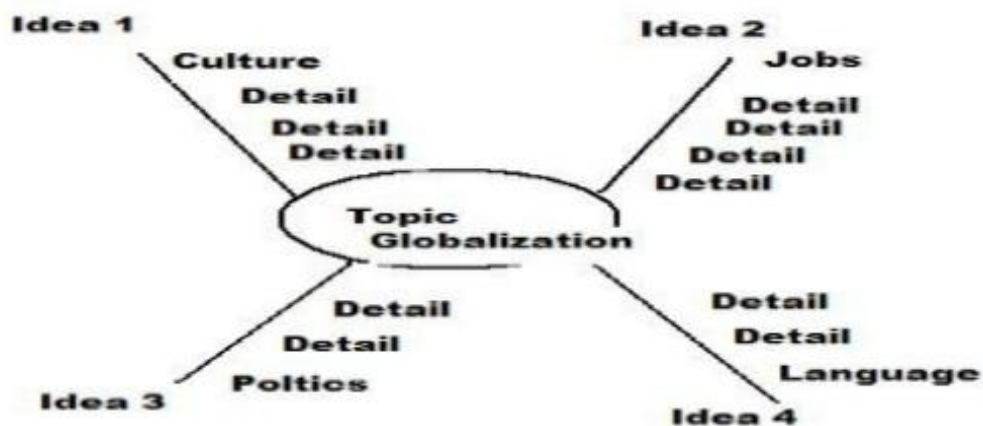 Idea 1
Culture
Detail
Detail
Detail
Idea 2
Jobs
Detail
Detail
Detail
Detail
Topic
Globalization
Detail
Detail
Poltics
Idea 3
Detail
Detail
Language
Idea 4